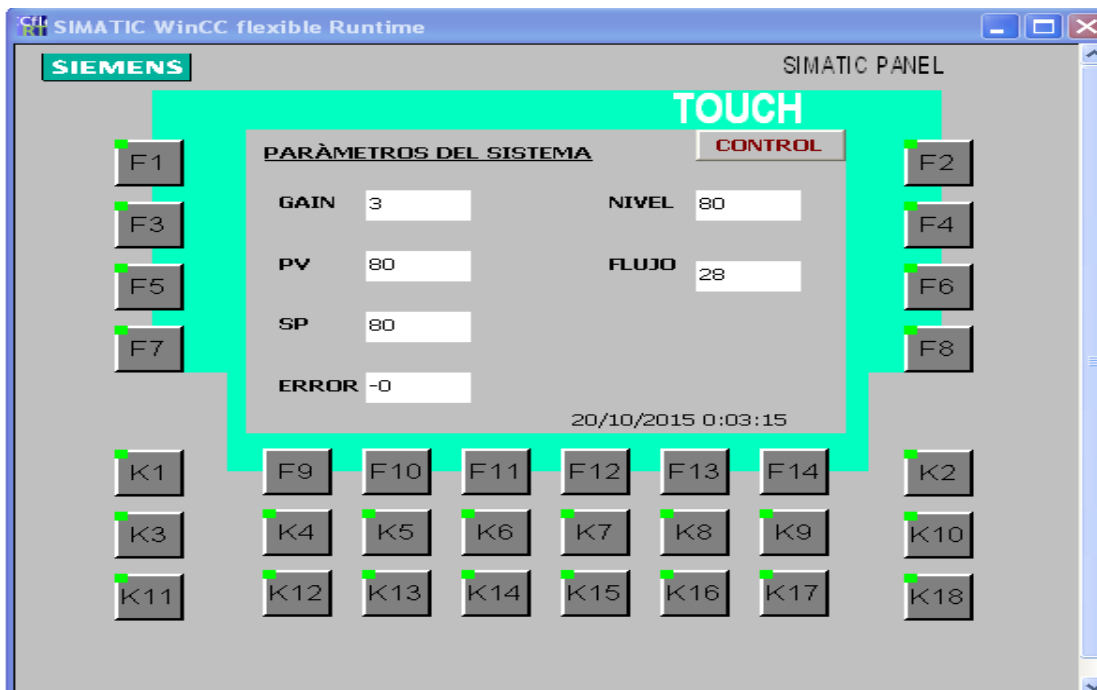 SIMATIC WinCC flexible Runtime
SIEMENS
SIMATIC PANEL
TOUCH
PARÀMETROS DEL SISTEMA
CONTROL
GAIN 3
NIVEL 80
PV 80
FLUJO 28
SP 80
ERROR -0
20/10/2015 0:03:15
F1 F2
F3 F4
F5 F6
F7 F8
K1 F9 F10 F11 F12 F13 F14 K2
K3 K4 K5 K6 K7 K8 K9 K10
K11 K12 K13 K14 K15 K16 K17 K18